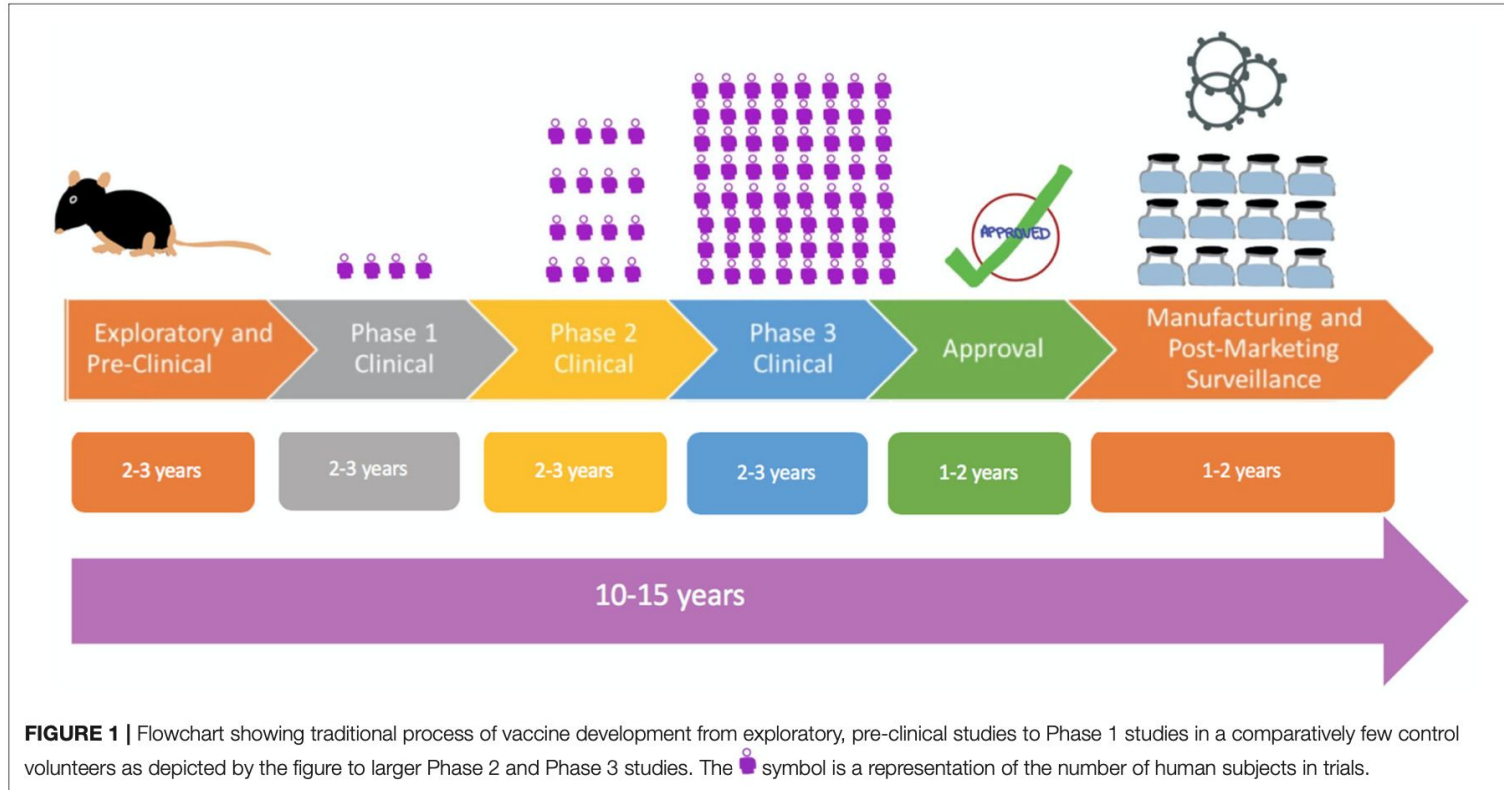 APPROVED
Exploratory and
Pre-Clinical
Phase 1
Clinical
Phase 2
Clinical
Phase 3
Clinical
Approval
Manufacturing and
Post-Marketing
Surveillance
2-3 years
2-3 years
2-3 years
2-3 years
1-2 years
1-2 years
10-15 years
FIGURE 1 | Flowchart showing traditional process of vaccine development from exploratory, pre-clinical studies to Phase 1 studies in a comparatively few control
volunteers as depicted by the figure to larger Phase 2 and Phase 3 studies. The symbol is a representation of the number of human subjects in trials.